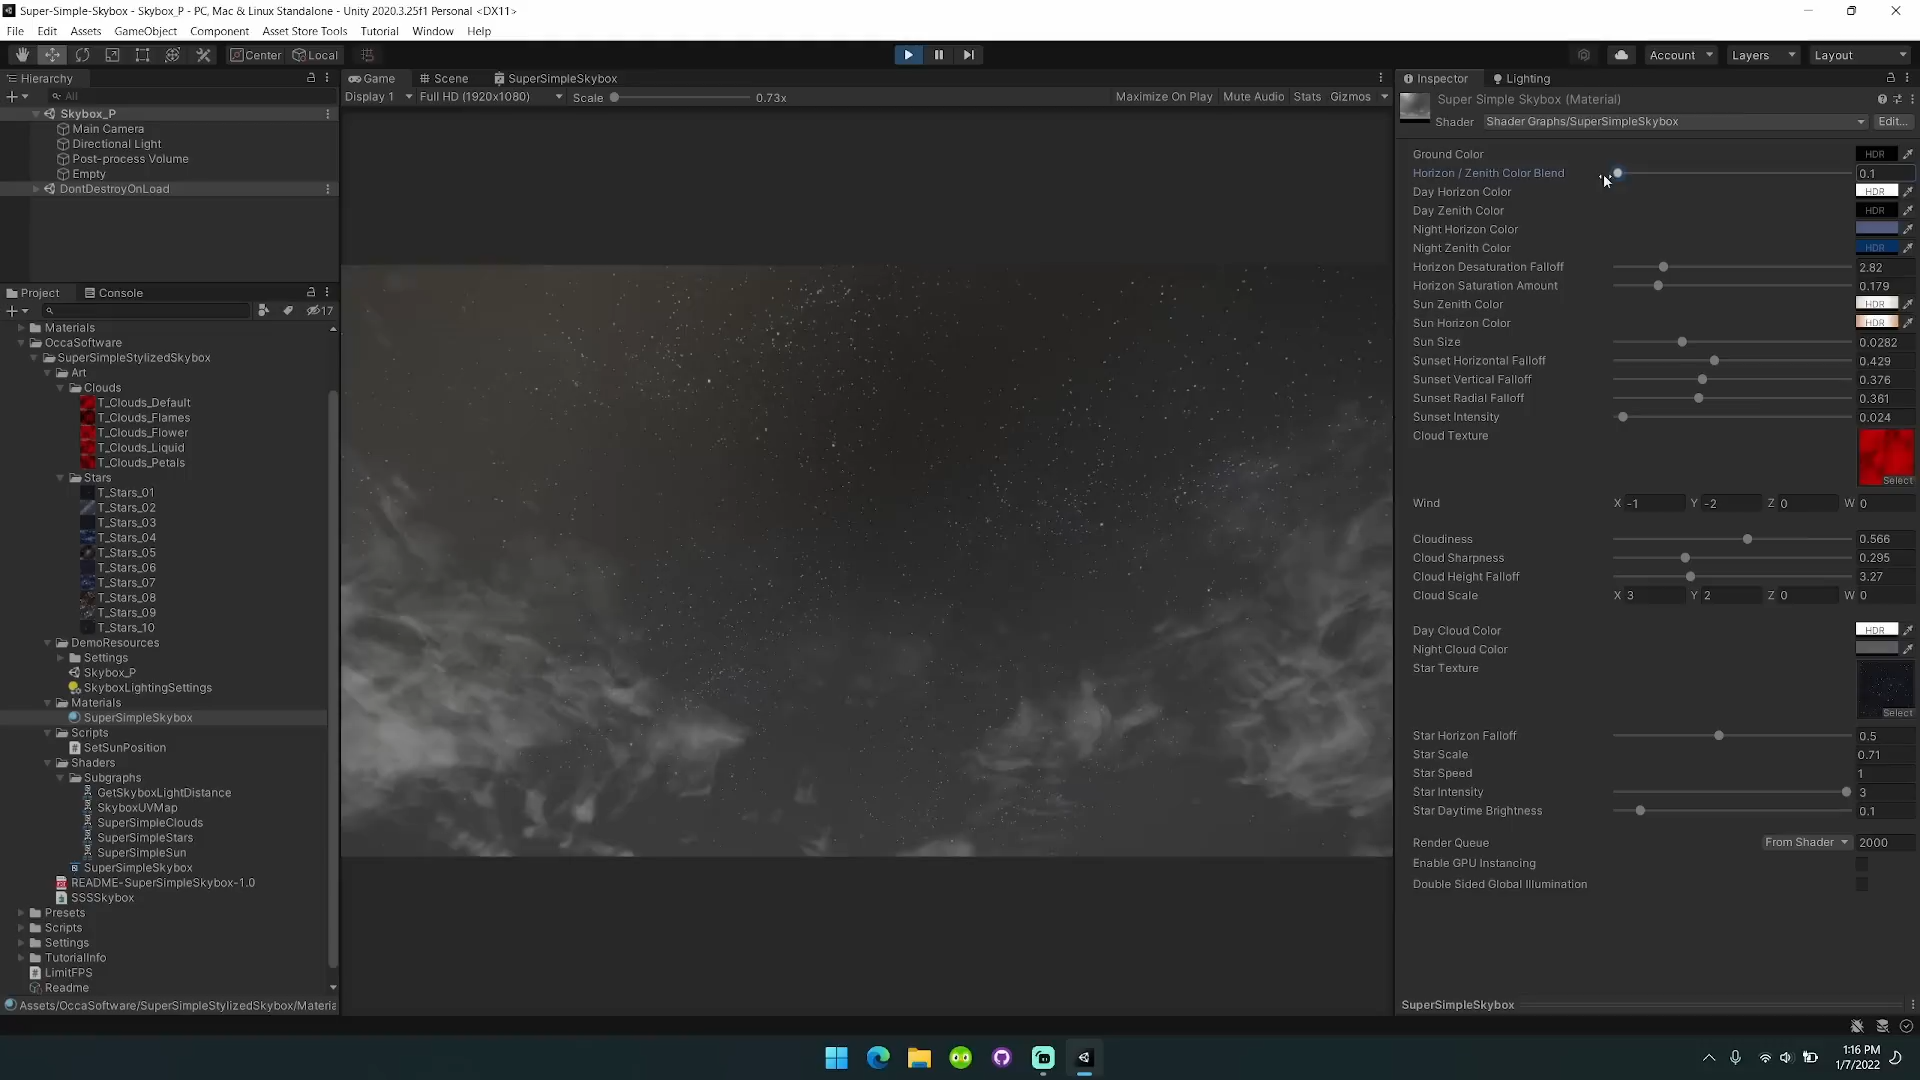 Super-Simple-Skybox - Skybox_P - PC, Mac & Linux Standalone - Unity 2020.3.25f1 Personal <DX11>
File Edit Assets GameObject Component Asset Store Tools Tutorial Window Help
Center Local Account Layers Layout
Hierarchy
All
Skybox_P
Main Camera
Directional Light
Post-process Volume
Empty
DontDestroyOnLoad
Project Console
17
Materials
OccaSoftware
SuperSimpleStylizedSkybox
Art
Clouds
T_Clouds_Default
T_Clouds_Flames
T_Clouds_Flower
T_Clouds_Liquid
T_Clouds_Petals
Stars
T_Stars_01
T_Stars_02
T_Stars_03
T_Stars_04
T_Stars_05
T_Stars_06
T_Stars_07
T_Stars_08
T_Stars_09
T_Stars_10
DemoResources
Settings
Skybox_P
SkyboxLightingSettings
Materials
SuperSimpleSkybox
Scripts
SetSunPosition
Shaders
Subgraphs
GetSkyboxLightDistance
SkyboxUVMap
SuperSimpleClouds
SuperSimpleStars
SuperSimpleSun
SuperSimpleSkybox
README-SuperSimpleSkybox-1.0
SSSSkybox
Presets
Scripts
Settings
TutorialInfo
LimitFPS
Readme
Assets/OccaSoftware/SuperSimpleStylizedSkybox/Materia
Game Scene SuperSimpleSkybox
Display 1 Full HD (1920x1080) Scale 0.73x Maximize On Play Mute Audio Stats Gizmos
Inspector Lighting
Super Simple Skybox (Material)
Shader Shader Graphs/SuperSimpleSkybox Edit...
Ground Color HDR
Horizon / Zenith Color Blend 0.1
Day Horizon Color HDR
Day Zenith Color HDR
Night Horizon Color
Night Zenith Color HDR
Horizon Desaturation Falloff 2.82
Horizon Saturation Amount 0.179
Sun Zenith Color HDR
Sun Horizon Color HDR
Sun Size 0.0282
Sunset Horizontal Falloff 0.429
Sunset Vertical Falloff 0.376
Sunset Radial Falloff 0.361
Sunset Intensity 0.024
Cloud Texture
Select
Wind X -1 Y -2 Z 0 W 0
Cloudiness 0.566
Cloud Sharpness 0.295
Cloud Height Falloff 3.27
Cloud Scale X 3 Y 2 Z 0 W 0
Day Cloud Color HDR
Night Cloud Color
Star Texture
Select
Star Horizon Falloff 0.5
Star Scale 0.71
Star Speed 1
Star Intensity 3
Star Daytime Brightness 0.1
Render Queue From Shader 2000
Enable GPU Instancing
Double Sided Global Illumination
SuperSimpleSkybox
1:16 PM
1/7/2022